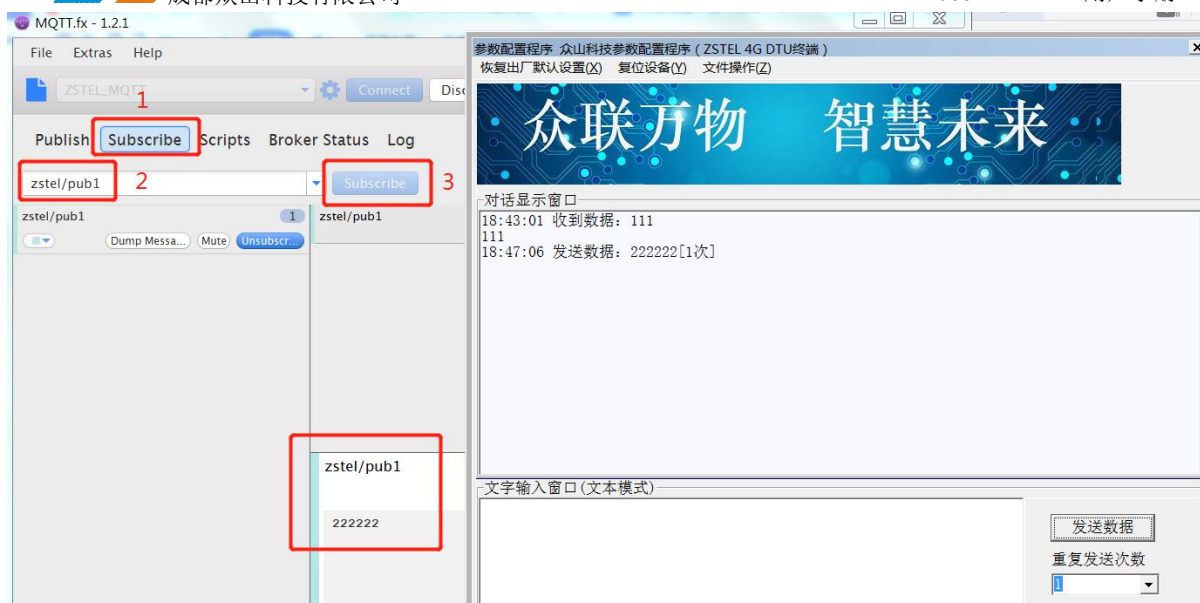 MQTT.fx - 1.2.1
File Extras Help
ZSTEL_MQTT
1
Connect
Publish Subscribe Scripts Broker Status Log
zstel/pub1
2
Subscribe
3
zstel/pub1
1
zstel/pub1
Dump Messa...
Mute
Unsubscr...
zstel/pub1
222222
参数配置程序 众山科技参数配置程序(ZSTEL 4G DTU终端)
恢复出厂默认设置(X) 复位设备(Y) 文件操作(Z)
众联万物 智慧未来
对话显示窗口
18:43:01 收到数据: 111
111
18:47:06 发送数据: 222222[1次]
文字输入窗口(文本模式)
发送数据
重复发送次数
1